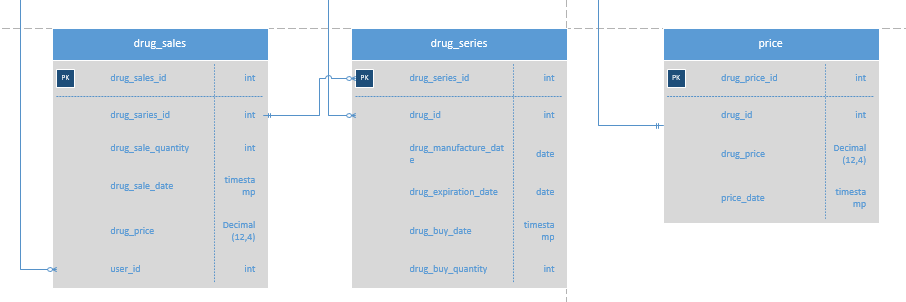 drug_sales
PK drug_sales_id int
drug_saries_id int
drug_sale_quantity int
drug_sale_date timesta
mp
drug_price Decimal
(12,4)
user_id int
drug_series
PK drug_series_id int
drug_id int
drug_manufacture_dat
e date
drug_expiration_date date
drug_buy_date timesta
mp
drug_buy_quantity int
price
PK drug_price_id int
drug_id int
drug_price Decimal
(12,4)
price_date timesta
mp